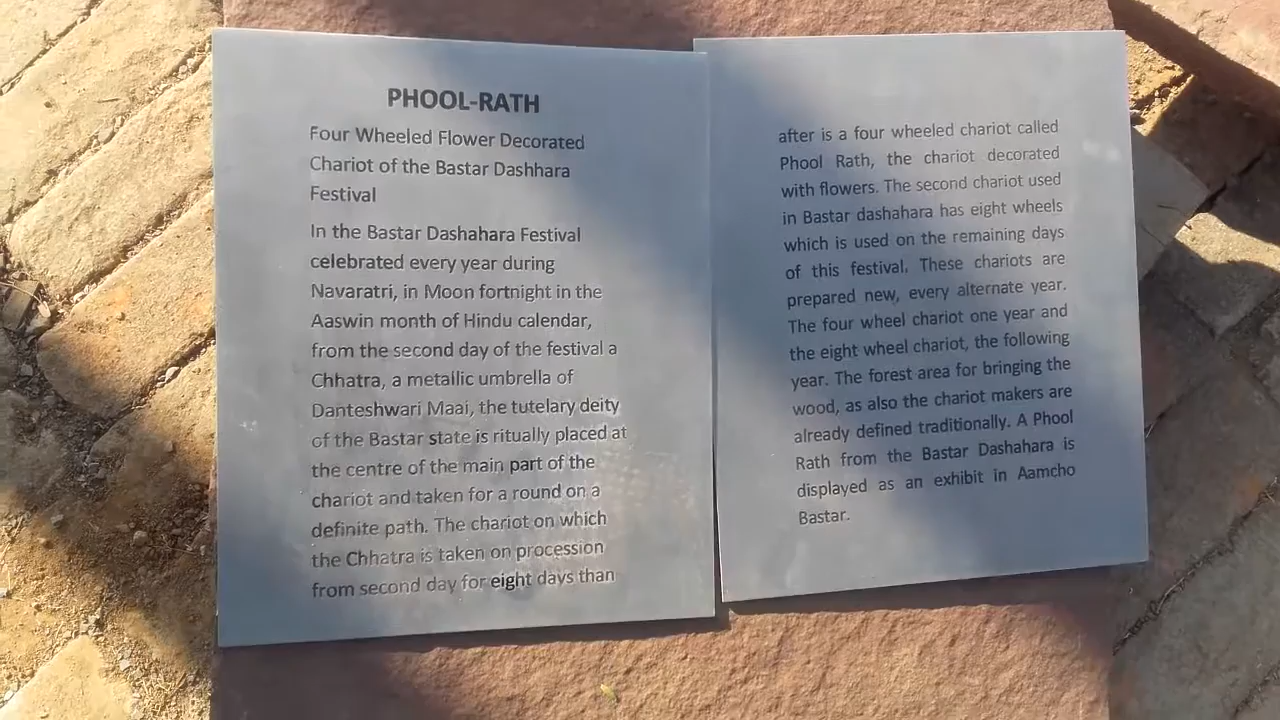 PHOOL-RATH
Four Wheeled Flower Decorated
Chariot of the Bastar Dashhara
Festival
In the Bastar Dashahara Festival
celebrated every year during
Navaratri, in Moon fortnight in the
Aaswin month of Hindu calendar,
from the second day of the festival a
Chhatra, a metallic umbrella of
Danteshwari Maai, the tutelary deity
of the Bastar state is ritually placed at
the centre of the main part of the
chariot and taken for a round on a
definite path. The chariot on which
the Chhatra is taken on procession
from second day for eight days than
after is a four wheeled chariot called
Phool Rath, the chariot decorated
with flowers. The second chariot used
in Bastar dashahara has eight wheels
which is used on the remaining days
of this festival. These chariots are
prepared new, every alternate year.
The four wheel chariot one year and
the eight wheel chariot, the following
year. The forest area for bringing the
wood, as also the chariot makers are
already defined traditionally. A Phool
Rath from the Bastar Dashahara is
displayed as an exhibit in Aamcho
Bastar.